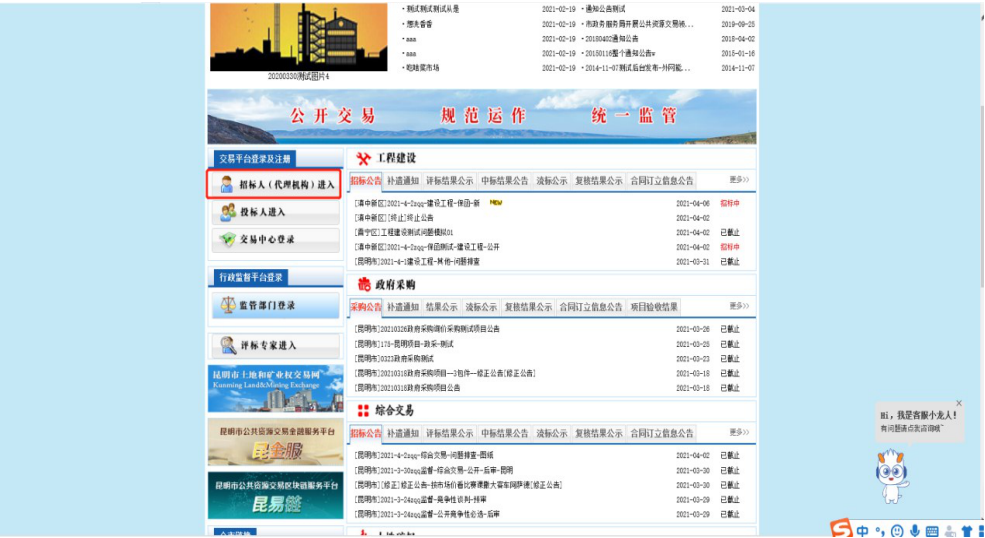 ・测试测试测试从是 2021-02-19 ・通知公告测试 2021-03-04
・想洗香香 2021-02-19 ・市政务服务局开展公共资源交易领... 2019-09-25
・aaa 2021-02-19 ・20150402通知公告 2015-04-02
・aaa 2021-02-19 ・20150116整个通知公告w 2015-01-16
2021-02-19 ・2014-11-07测试后台发布-外网能... 2014-11-07
20200330测试图片4
公开交易 规范运作 统一监管
交易平台登录及注册
招标人(代理机构)进入
投标人进入
交易中心登录
行政监督平台登录
监管部门登录
评标专家进入
昆明市土地和矿业权交易网
Kunming Land&Mining Exchange
昆明市公共资源交易金融服务平台
昆金服
昆明市公共资源交易区块链服务平台
昆易链
工程建设
招标公告 补遗通知 评标结果公示 中标结果公告 流标公示 复核结果公示 合同订立信息公告 更多>>
[滇中新区]2021-4-2zqq-建设工程-保函-新 NEW 2021-04-06 招标中
[滇中新区][终止]终止公告 2021-04-02
[晋宁区]工程建设测试问题模拟01 2021-04-02 已截止
[滇中新区]2021-4-2zqq-保函测试-建设工程-公开 2021-04-02 招标中
[昆明市]2021-4-1建设工程-其他-问题排查 2021-03-31 已截止
政府采购
采购公告 补遗通知 结果公示 流标公示 复核结果公示 合同订立信息公告 项目验收结果 更多>>
[昆明市]20210326政府采购询价采购测试项目公告 2021-03-26 已截止
[昆明市]173-昆明项目-政采-测试 2021-03-25 已截止
[昆明市]0323政府采购测试 2021-03-23 已截止
[昆明市]20210318政府采购项目—3包件—修正公告[修正公告] 2021-03-18 已截止
[昆明市]20210318政府采购项目公告 2021-03-18 已截止
综合交易
招标公告 补遗通知 评标结果公示 中标结果公告 流标公示 复核结果公示 合同订立信息公告 更多>>
[昆明市]2021-4-2zqq-综合交易-问题排查-图纸 2021-04-02 已截止
[昆明市]2021-3-30zqq监督-综合交易-公开-后审-昆明 2021-03-30 已截止
[昆明市][修正]修正公告-按市场价看比赛课撒大客车阿萨德[修正公告] 2021-03-30 已截止
[昆明市]2021-3-24zqq监督-竞争性谈判-预审 2021-03-29 已截止
[昆明市]2021-3-24zqq监督-公开竞争性必选-后审 2021-03-29 已截止
Hi，我是客服小龙人！
有问题请点我咨询哦~
中